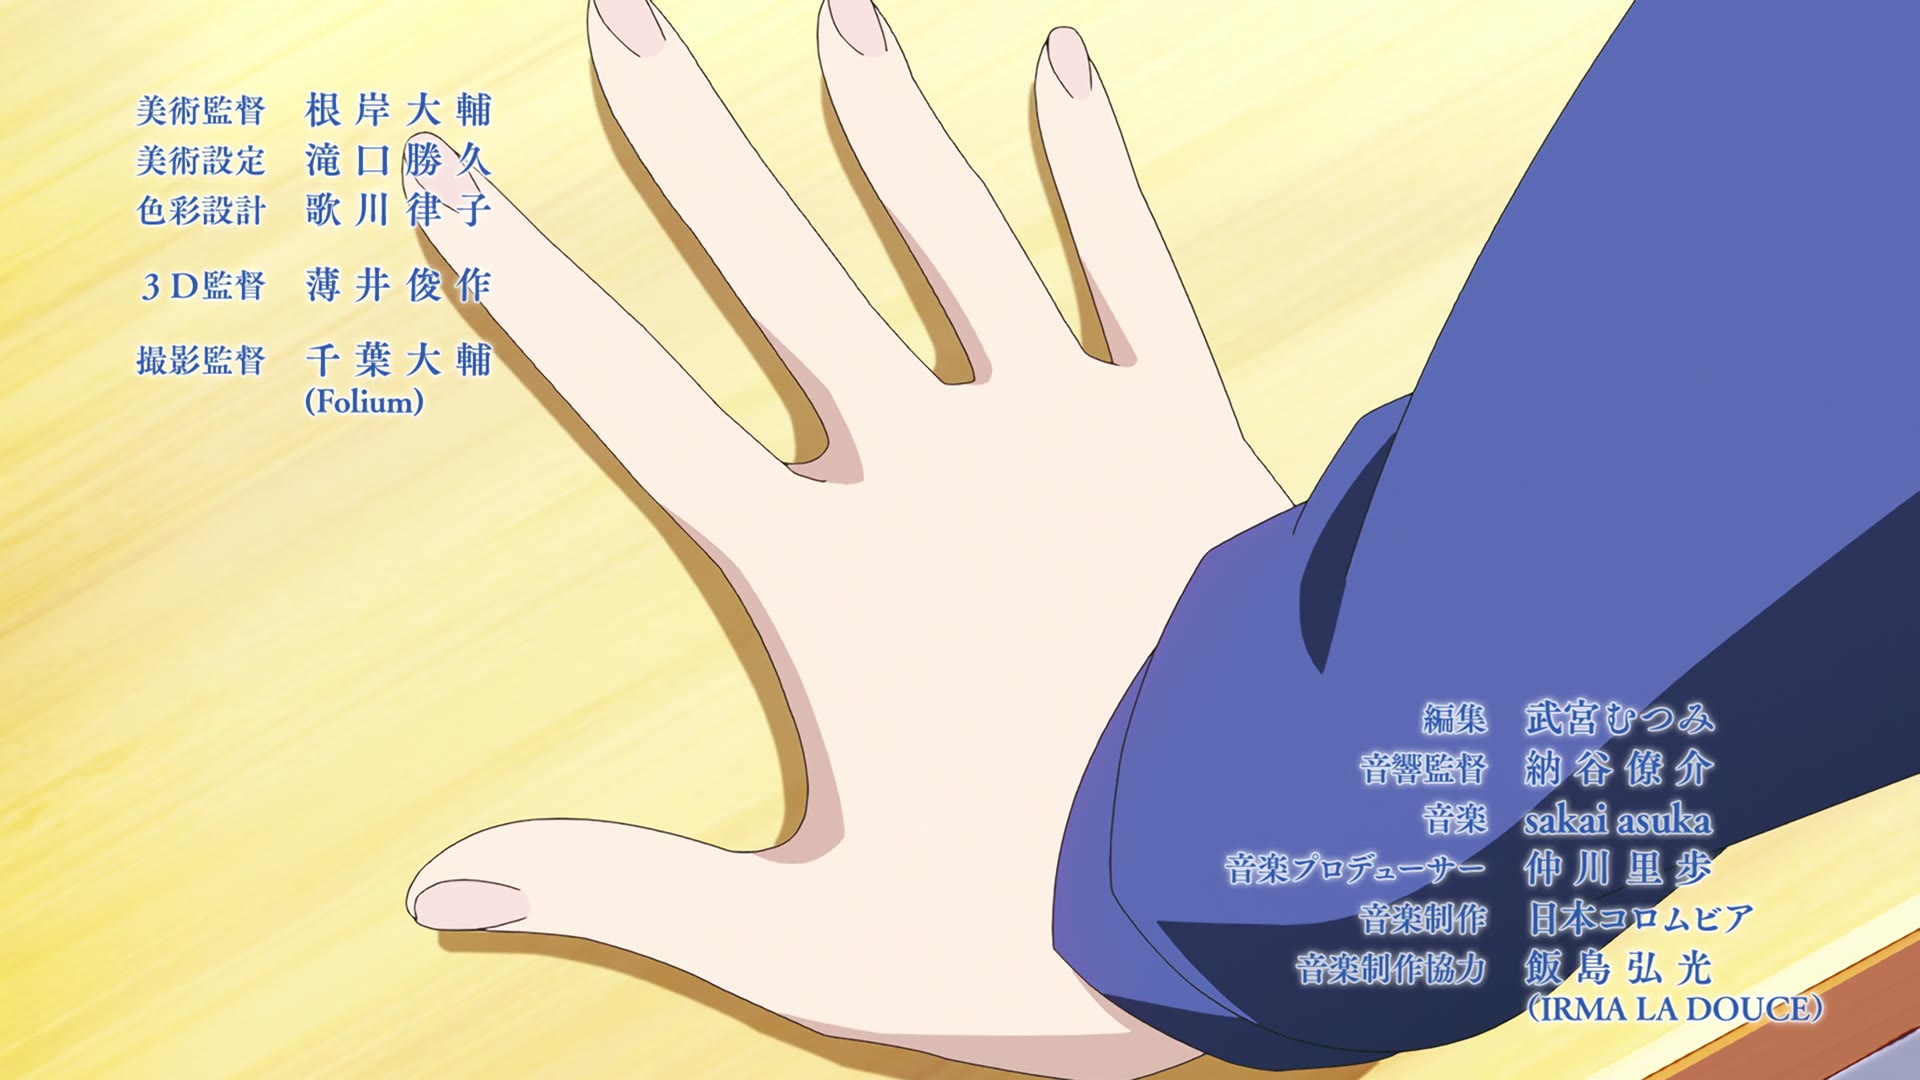 美術監督 根岸大輔
美術設定 滝口勝久
色彩設計 歌川律子
3D監督 薄井俊作
撮影監督 千葉大輔
(Folium)
編集 武宮むつみ
音響監督 納谷僚介
音楽 sakai asuka
音楽プロデューサー 仲川里歩
音楽制作 日本コロムビア
音楽制作協力 飯島弘光
(IRMA LA DOUCE)